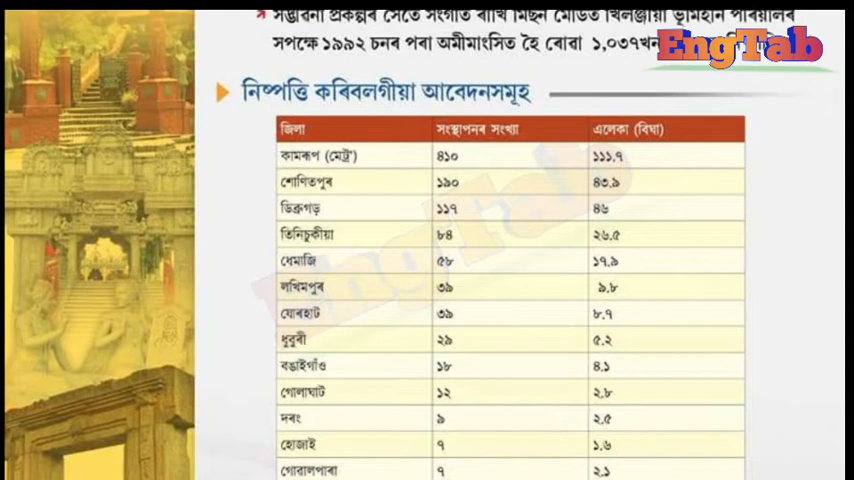 সদ্ভাৱনা প্ৰকল্পৰ সৈতে সংগতি ৰাখি মিছন মোডত খিলঞ্জীয়া ভূমিহীন পৰিয়ালৰ
সপক্ষে ১৯৯২ চনৰ পৰা অমীমাংসিত হৈ ৰোৱা ১,০৩৭খন
EngTab
নিষ্পত্তি কৰিবলগীয়া আবেদনসমূহ
জিলা সংস্থাপনৰ সংখ্যা এলেকা (বিঘা)
কামৰূপ (মেট্ৰ') ৪১০ ১১১.৭
শোণিতপুৰ ১৯০ ৪৩.৯
ডিব্ৰুগড় ১১৭ ৪৬
তিনিচুকীয়া ৮৪ ২৬.৫
ধেমাজি ৫৮ ১৭.৯
লখিমপুৰ ৩৯ ৯.৮
যোৰহাট ৩৯ ৮.৭
ধুবুৰী ২৯ ৫.২
বঙাইগাঁও ১৮ ৪.১
গোলাঘাট ১২ ২.৮
দৰং ৯ ২.৫
হোজাই ৭ ১.৬
গোৱালপাৰা ৭ ২.১
EngTab